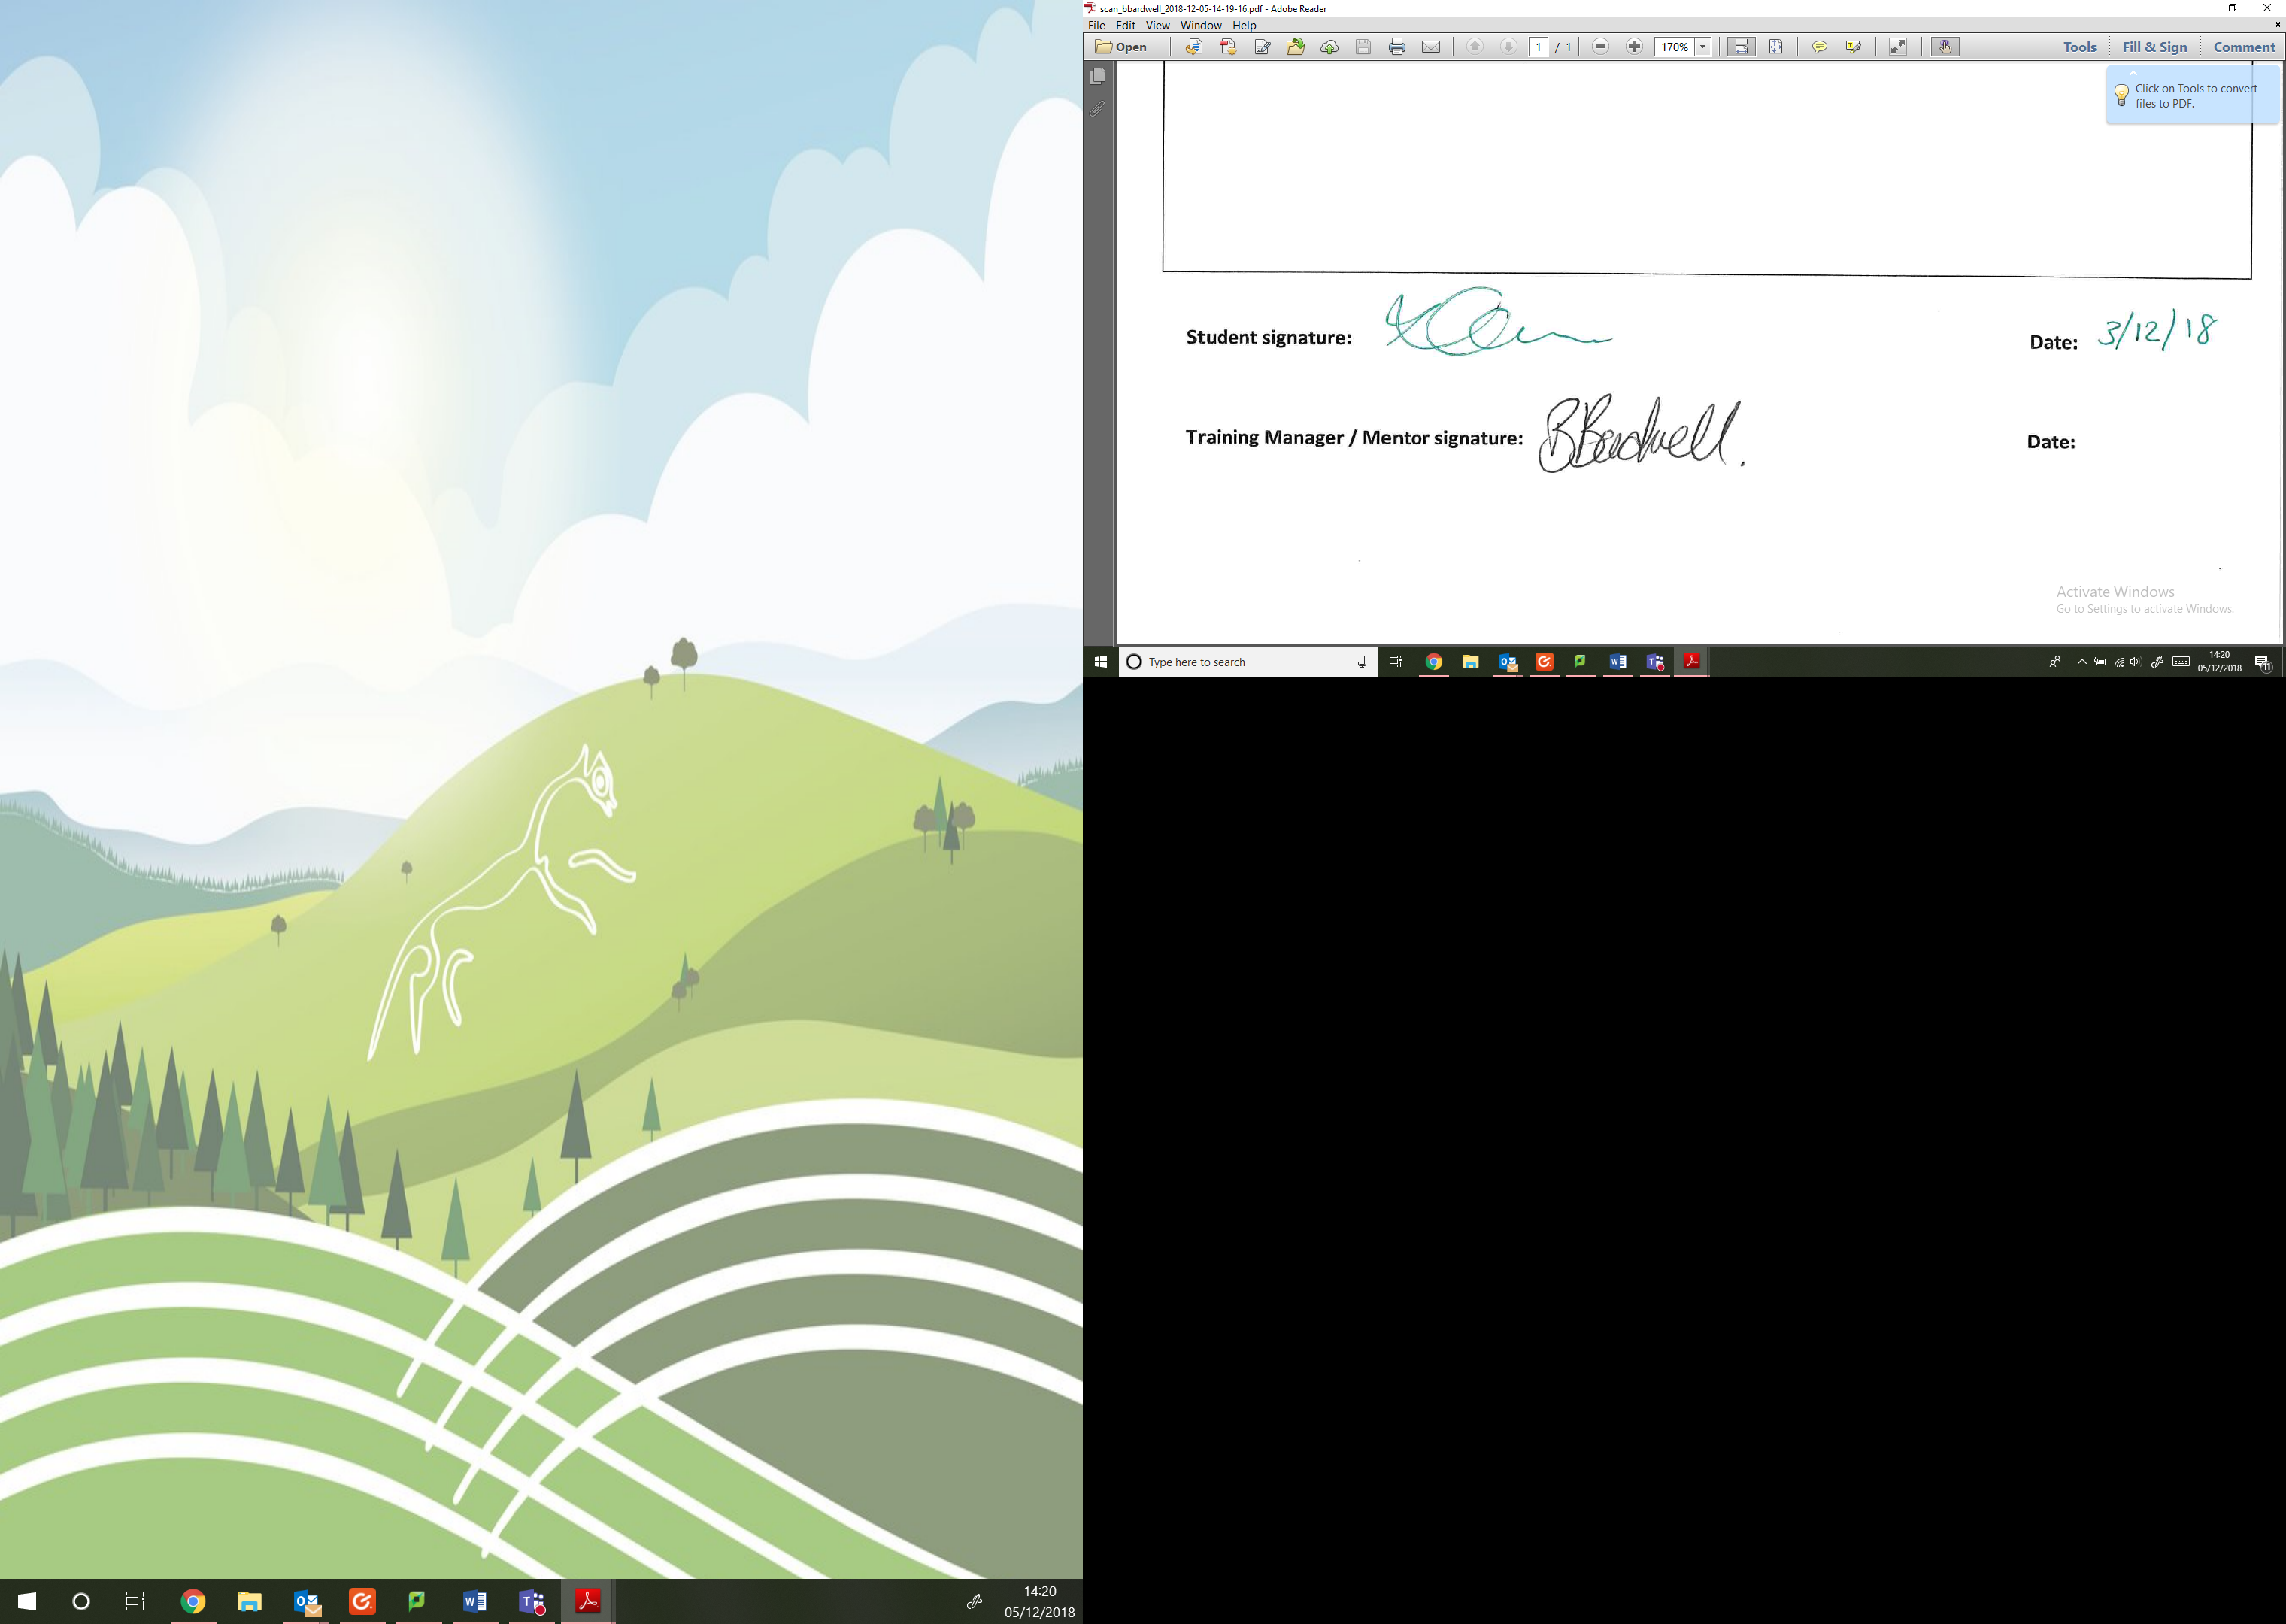 scan_bbardwell_2018-12-05-14-19-16.pdf - Adobe Reader
File Edit View Window Help
Open 1 / 1 170% Tools Fill & Sign Comment
Click on Tools to convert
files to PDF.
Student signature: Date: 3/12/18
Training Manager / Mentor signature: BBardwell. Date:
Activate Windows
Go to Settings to activate Windows.
Type here to search
14:20
05/12/2018
14:20
05/12/2018